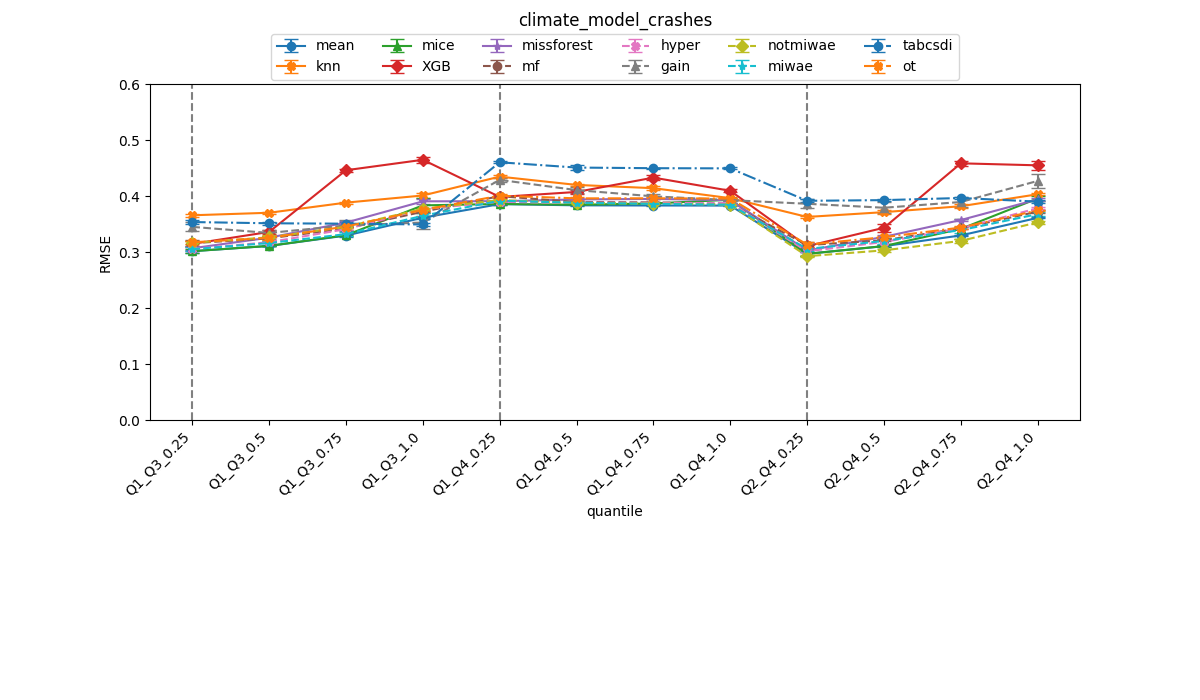 climate_model_crashes
mean mice missforest hyper notmiwae tabcsdi
knn XGB mf gain miwae ot
0.6
0.5
0.4
0.3
0.2
0.1
0.0
RMSE
Q1_Q3_0.25 Q1_Q3_0.5 Q1_Q3_0.75 Q1_Q3_1.0 Q1_Q4_0.25 Q1_Q4_0.5 Q1_Q4_0.75 Q1_Q4_1.0 Q2_Q4_0.25 Q2_Q4_0.5 Q2_Q4_0.75 Q2_Q4_1.0
quantile